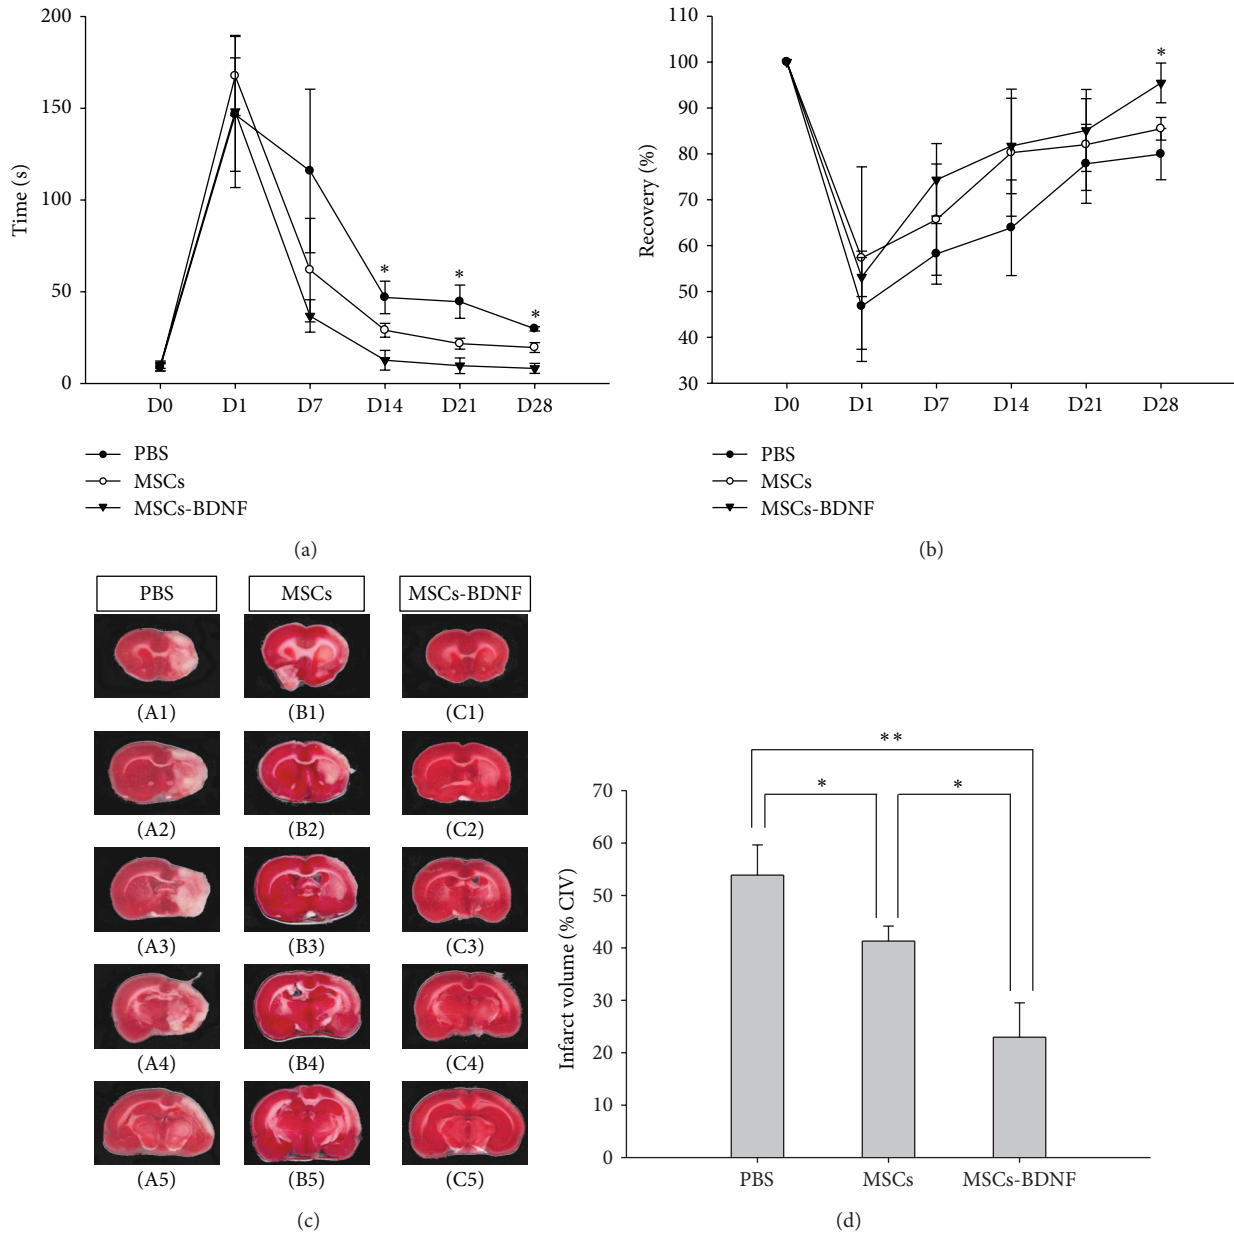 200
150
100
50
0
Time (s)
* * *
D0 D1 D7 D14 D21 D28
PBS
MSCs
MSCs-BDNF
(a)
110
100
90
80
70
60
50
40
30
Recovery (%)
*
D0 D1 D7 D14 D21 D28
PBS
MSCs
MSCs-BDNF
(b)
PBS MSCs MSCs-BDNF
(A1) (B1) (C1)
(A2) (B2) (C2)
(A3) (B3) (C3)
(A4) (B4) (C4)
(A5) (B5) (C5)
(c)
70
60
50
40
30
20
10
0
Infarct volume (% CIV)
**
* *
PBS MSCs MSCs-BDNF
(d)